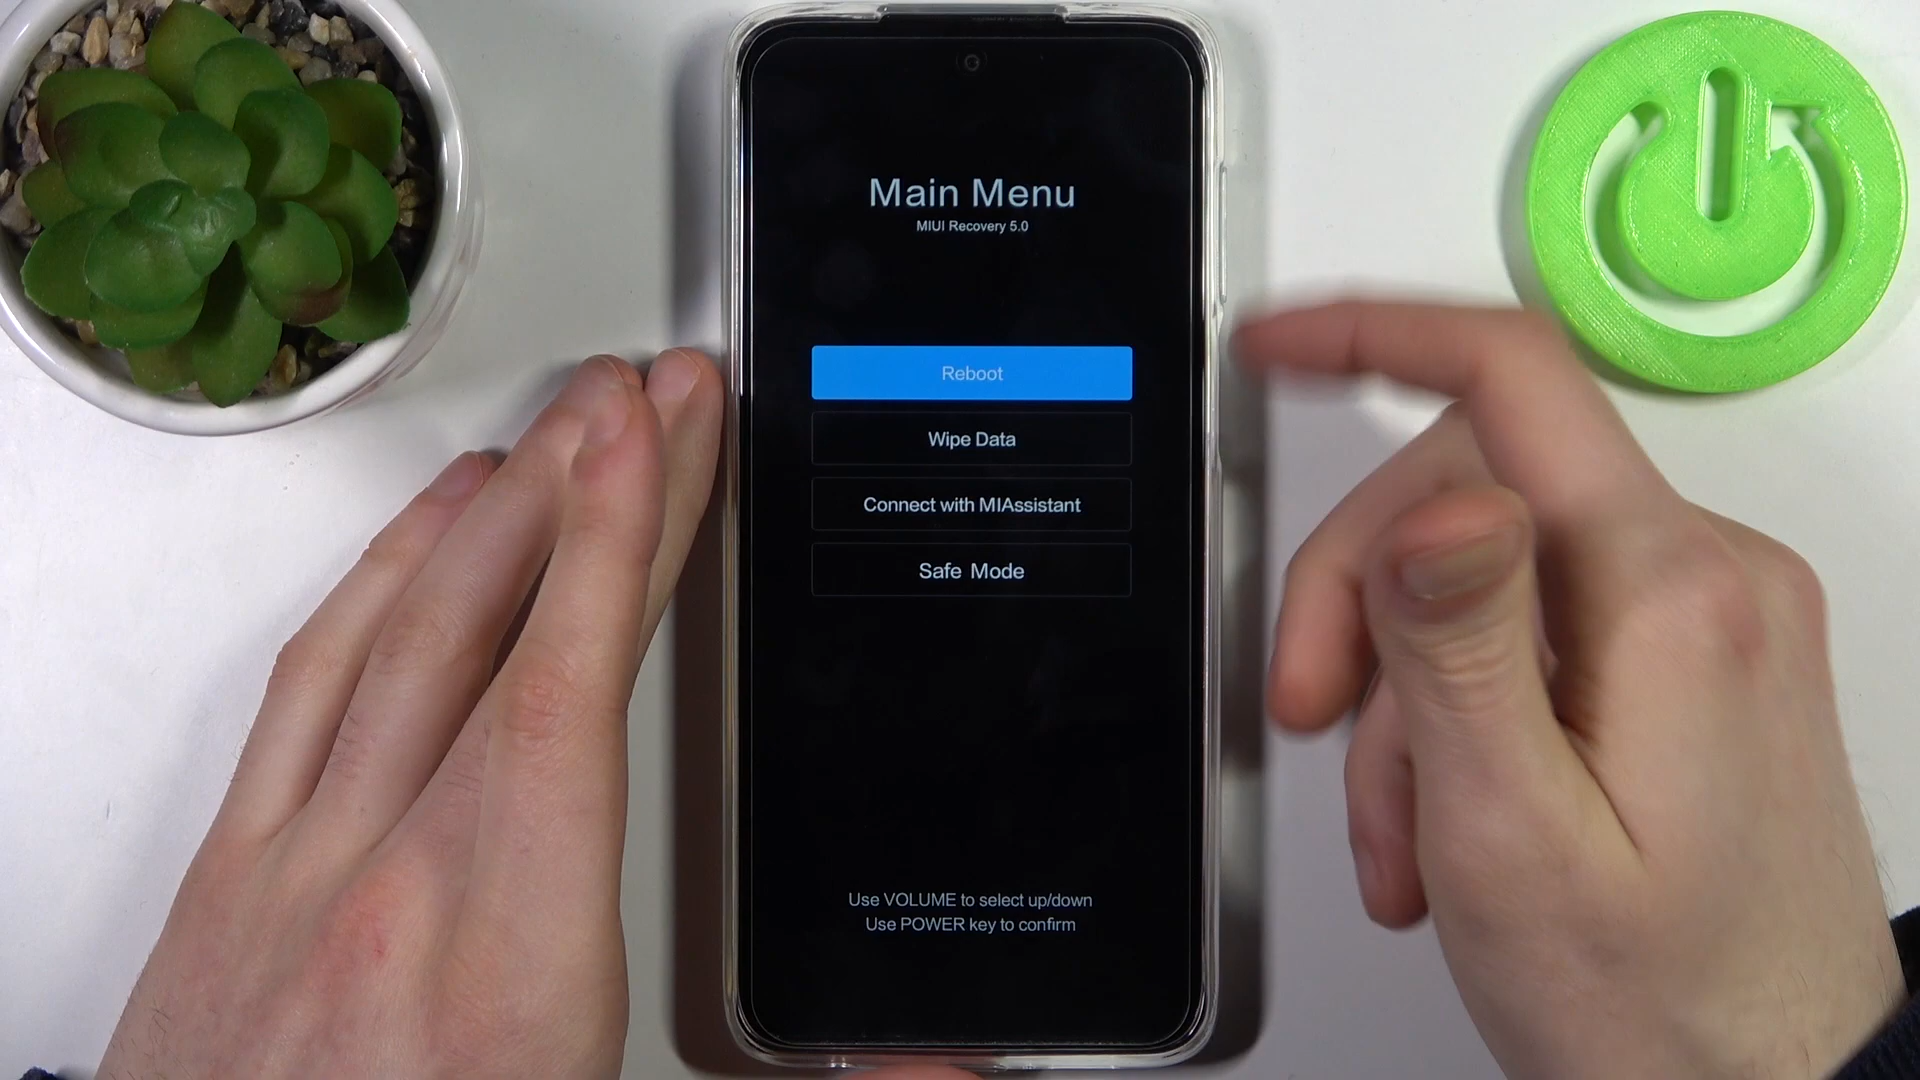 Main Menu
MIUI Recovery 5.0
Reboot
Wipe Data
Connect with MIAssistant
Safe Mode
Use VOLUME to select up/down
Use POWER key to confirm